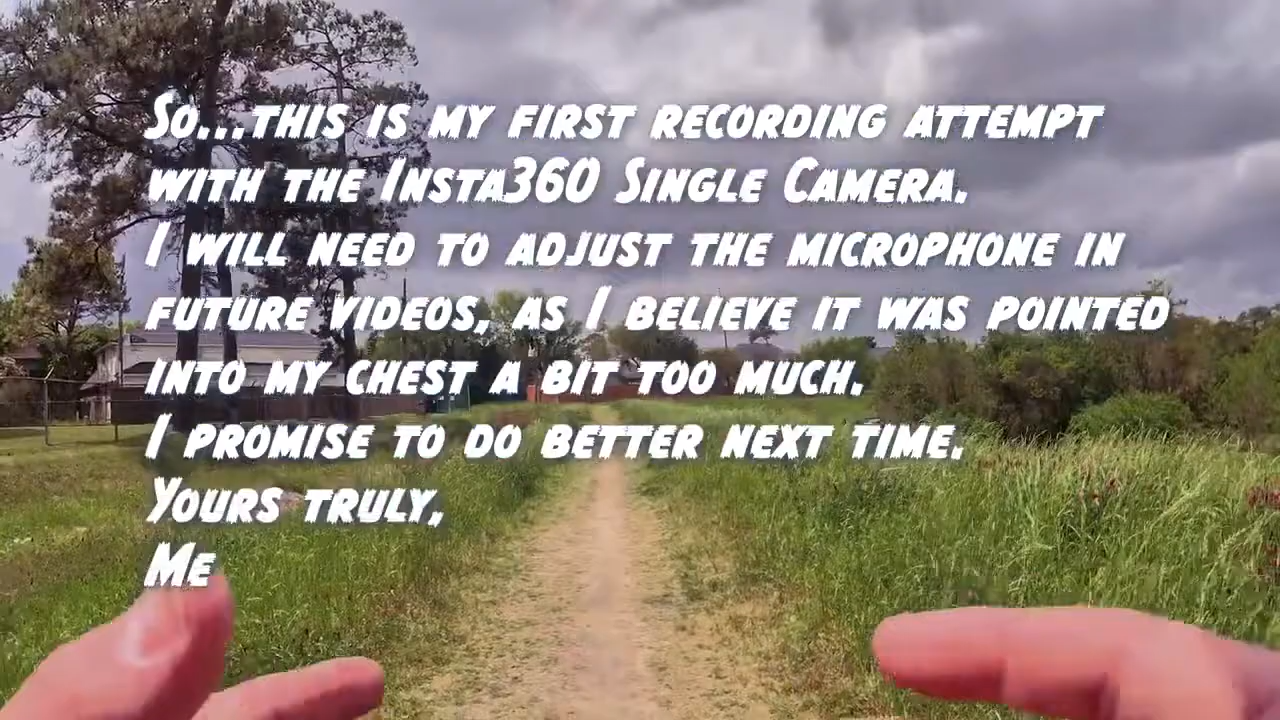 So...this is my first recording attempt
with the Insta360 Single Camera.
I will need to adjust the microphone in
future videos, as I believe it was pointed
into my chest a bit too much.
I promise to do better next time.
Yours truly,
Me